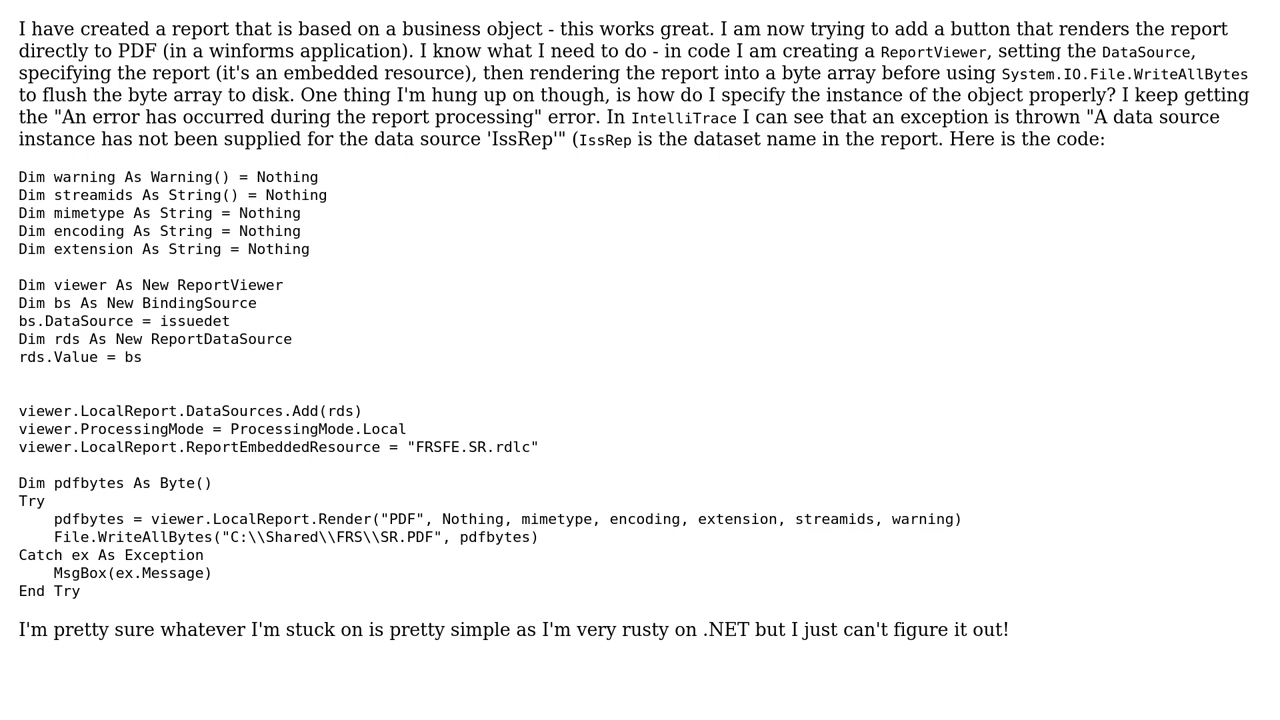 I have created a report that is based on a business object - this works great. I am now trying to add a button that renders the report
directly to PDF (in a winforms application). I know what I need to do - in code I am creating a ReportViewer, setting the DataSource,
specifying the report (it's an embedded resource), then rendering the report into a byte array before using System.IO.File.WriteAllBytes
to flush the byte array to disk. One thing I'm hung up on though, is how do I specify the instance of the object properly? I keep getting
the "An error has occurred during the report processing" error. In IntelliTrace I can see that an exception is thrown "A data source
instance has not been supplied for the data source 'IssRep'" (IssRep is the dataset name in the report. Here is the code:
Dim warning As Warning() = Nothing
Dim streamids As String() = Nothing
Dim mimetype As String = Nothing
Dim encoding As String = Nothing
Dim extension As String = Nothing
Dim viewer As New ReportViewer
Dim bs As New BindingSource
bs.DataSource = issuedet
Dim rds As New ReportDataSource
rds.Value = bs
viewer.LocalReport.DataSources.Add(rds)
viewer.ProcessingMode = ProcessingMode.Local
viewer.LocalReport.ReportEmbeddedResource = "FRSFE.SR.rdlc"
Dim pdfbytes As Byte()
Try
    pdfbytes = viewer.LocalReport.Render("PDF", Nothing, mimetype, encoding, extension, streamids, warning)
    File.WriteAllBytes("C:\\Shared\\FRS\\SR.PDF", pdfbytes)
Catch ex As Exception
    MsgBox(ex.Message)
End Try
I'm pretty sure whatever I'm stuck on is pretty simple as I'm very rusty on .NET but I just can't figure it out!